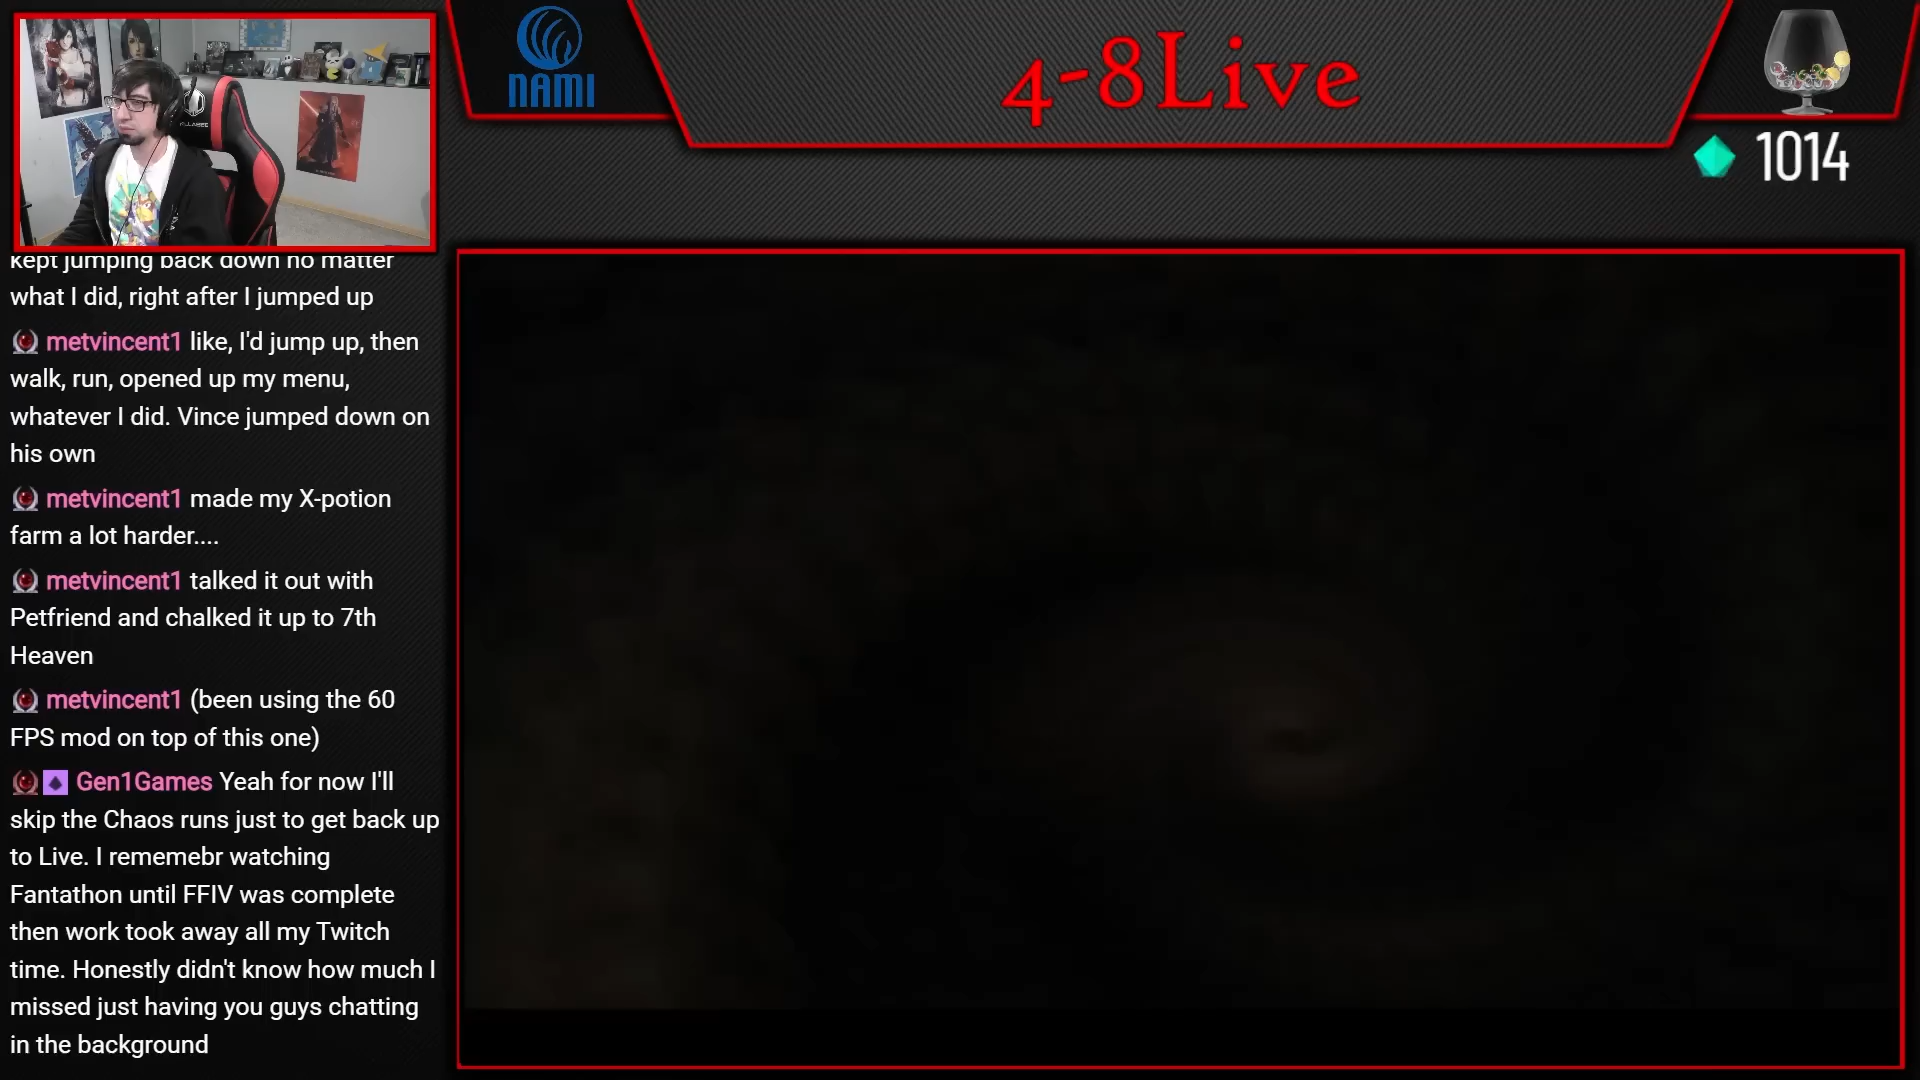 NAMI
4-8Live
1014
kept jumping back down no matter
what I did, right after I jumped up
metvincent1 like, I'd jump up, then
walk, run, opened up my menu,
whatever I did. Vince jumped down on
his own
metvincent1 made my X-potion
farm a lot harder....
metvincent1 talked it out with
Petfriend and chalked it up to 7th
Heaven
metvincent1 (been using the 60
FPS mod on top of this one)
Gen1Games Yeah for now I'll
skip the Chaos runs just to get back up
to Live. I rememebr watching
Fantathon until FFIV was complete
then work took away all my Twitch
time. Honestly didn't know how much I
missed just having you guys chatting
in the background